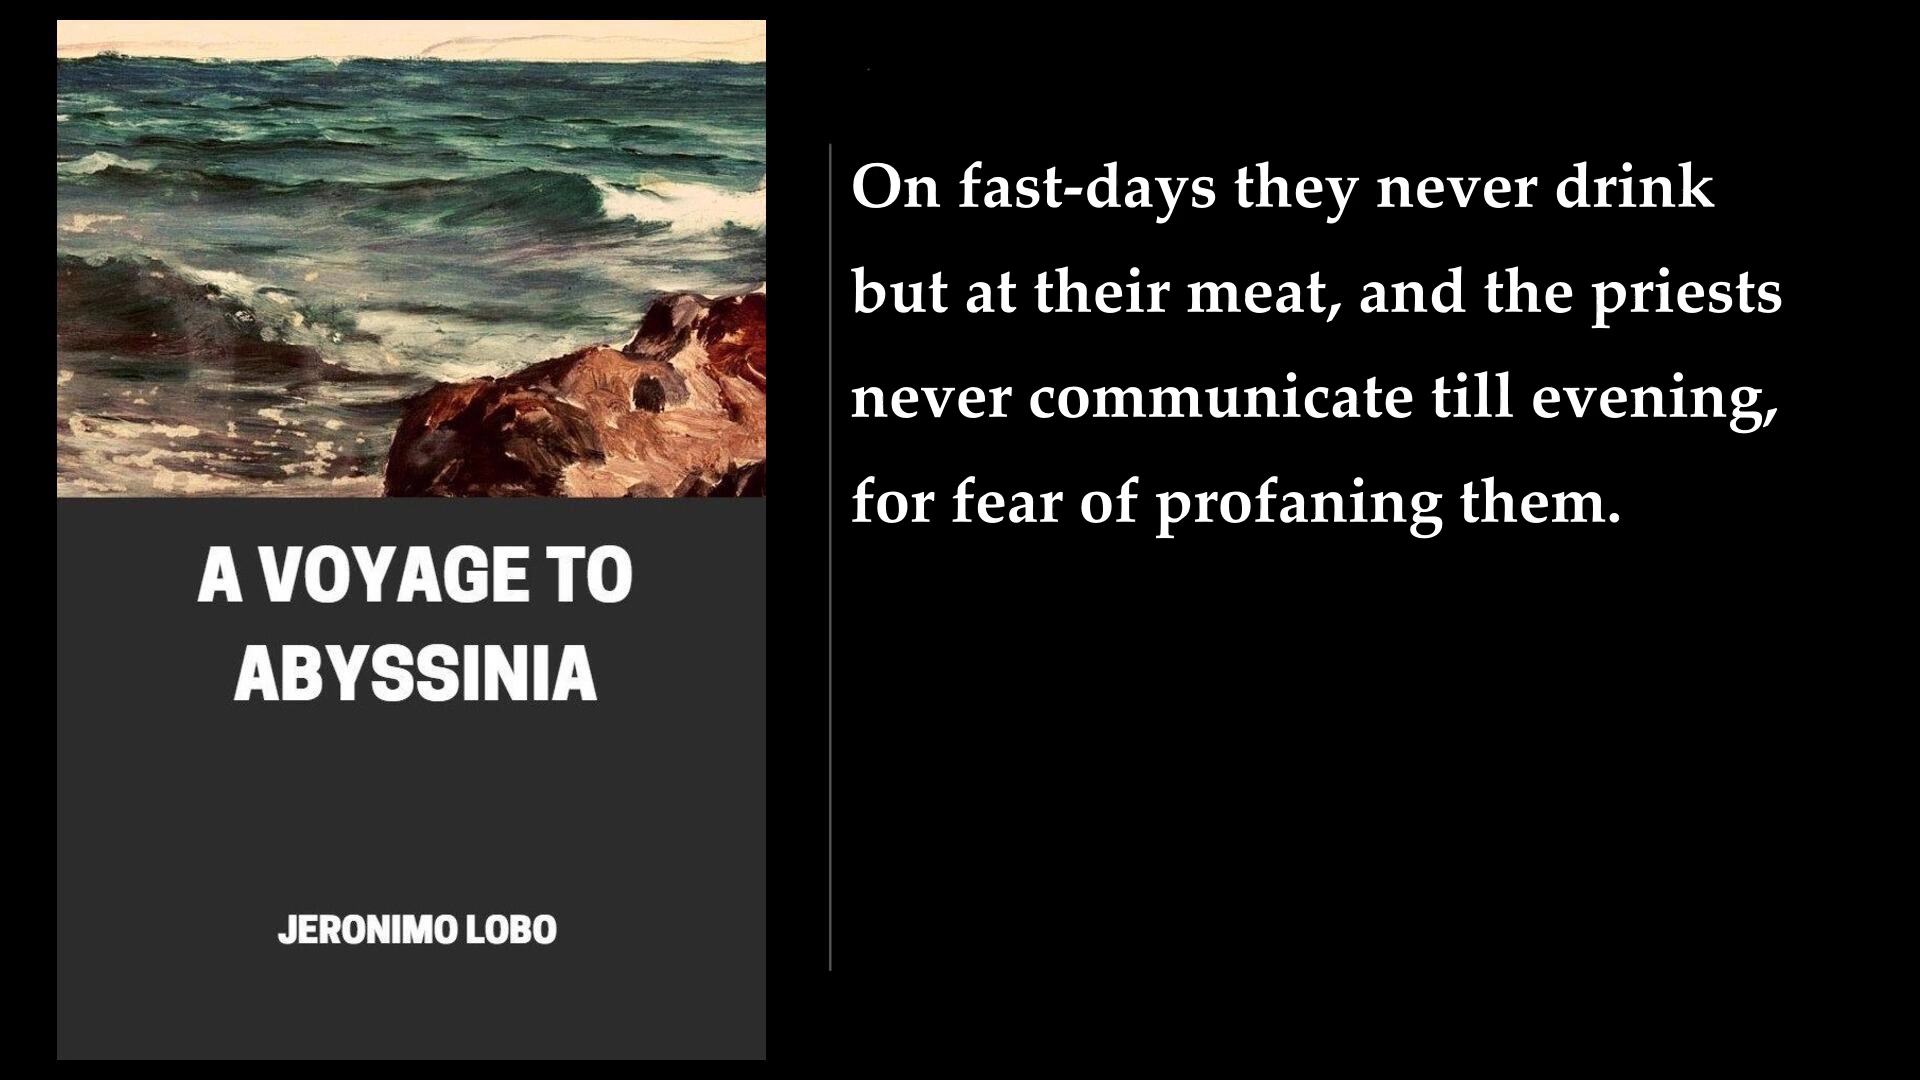 A VOYAGE TO
ABYSSINIA
JERONIMO LOBO
On fast-days they never drink
but at their meat, and the priests
never communicate till evening,
for fear of profaning them.